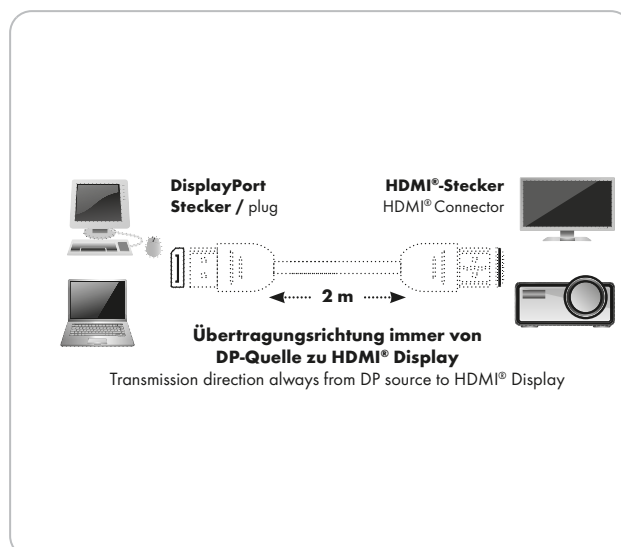 DisplayPort
Stecker / plug
HDMI®-Stecker
HDMI® Connector
2 m
Übertragungsrichtung immer von
DP-Quelle zu HDMI® Display
Transmission direction always from DP source to HDMI® Display